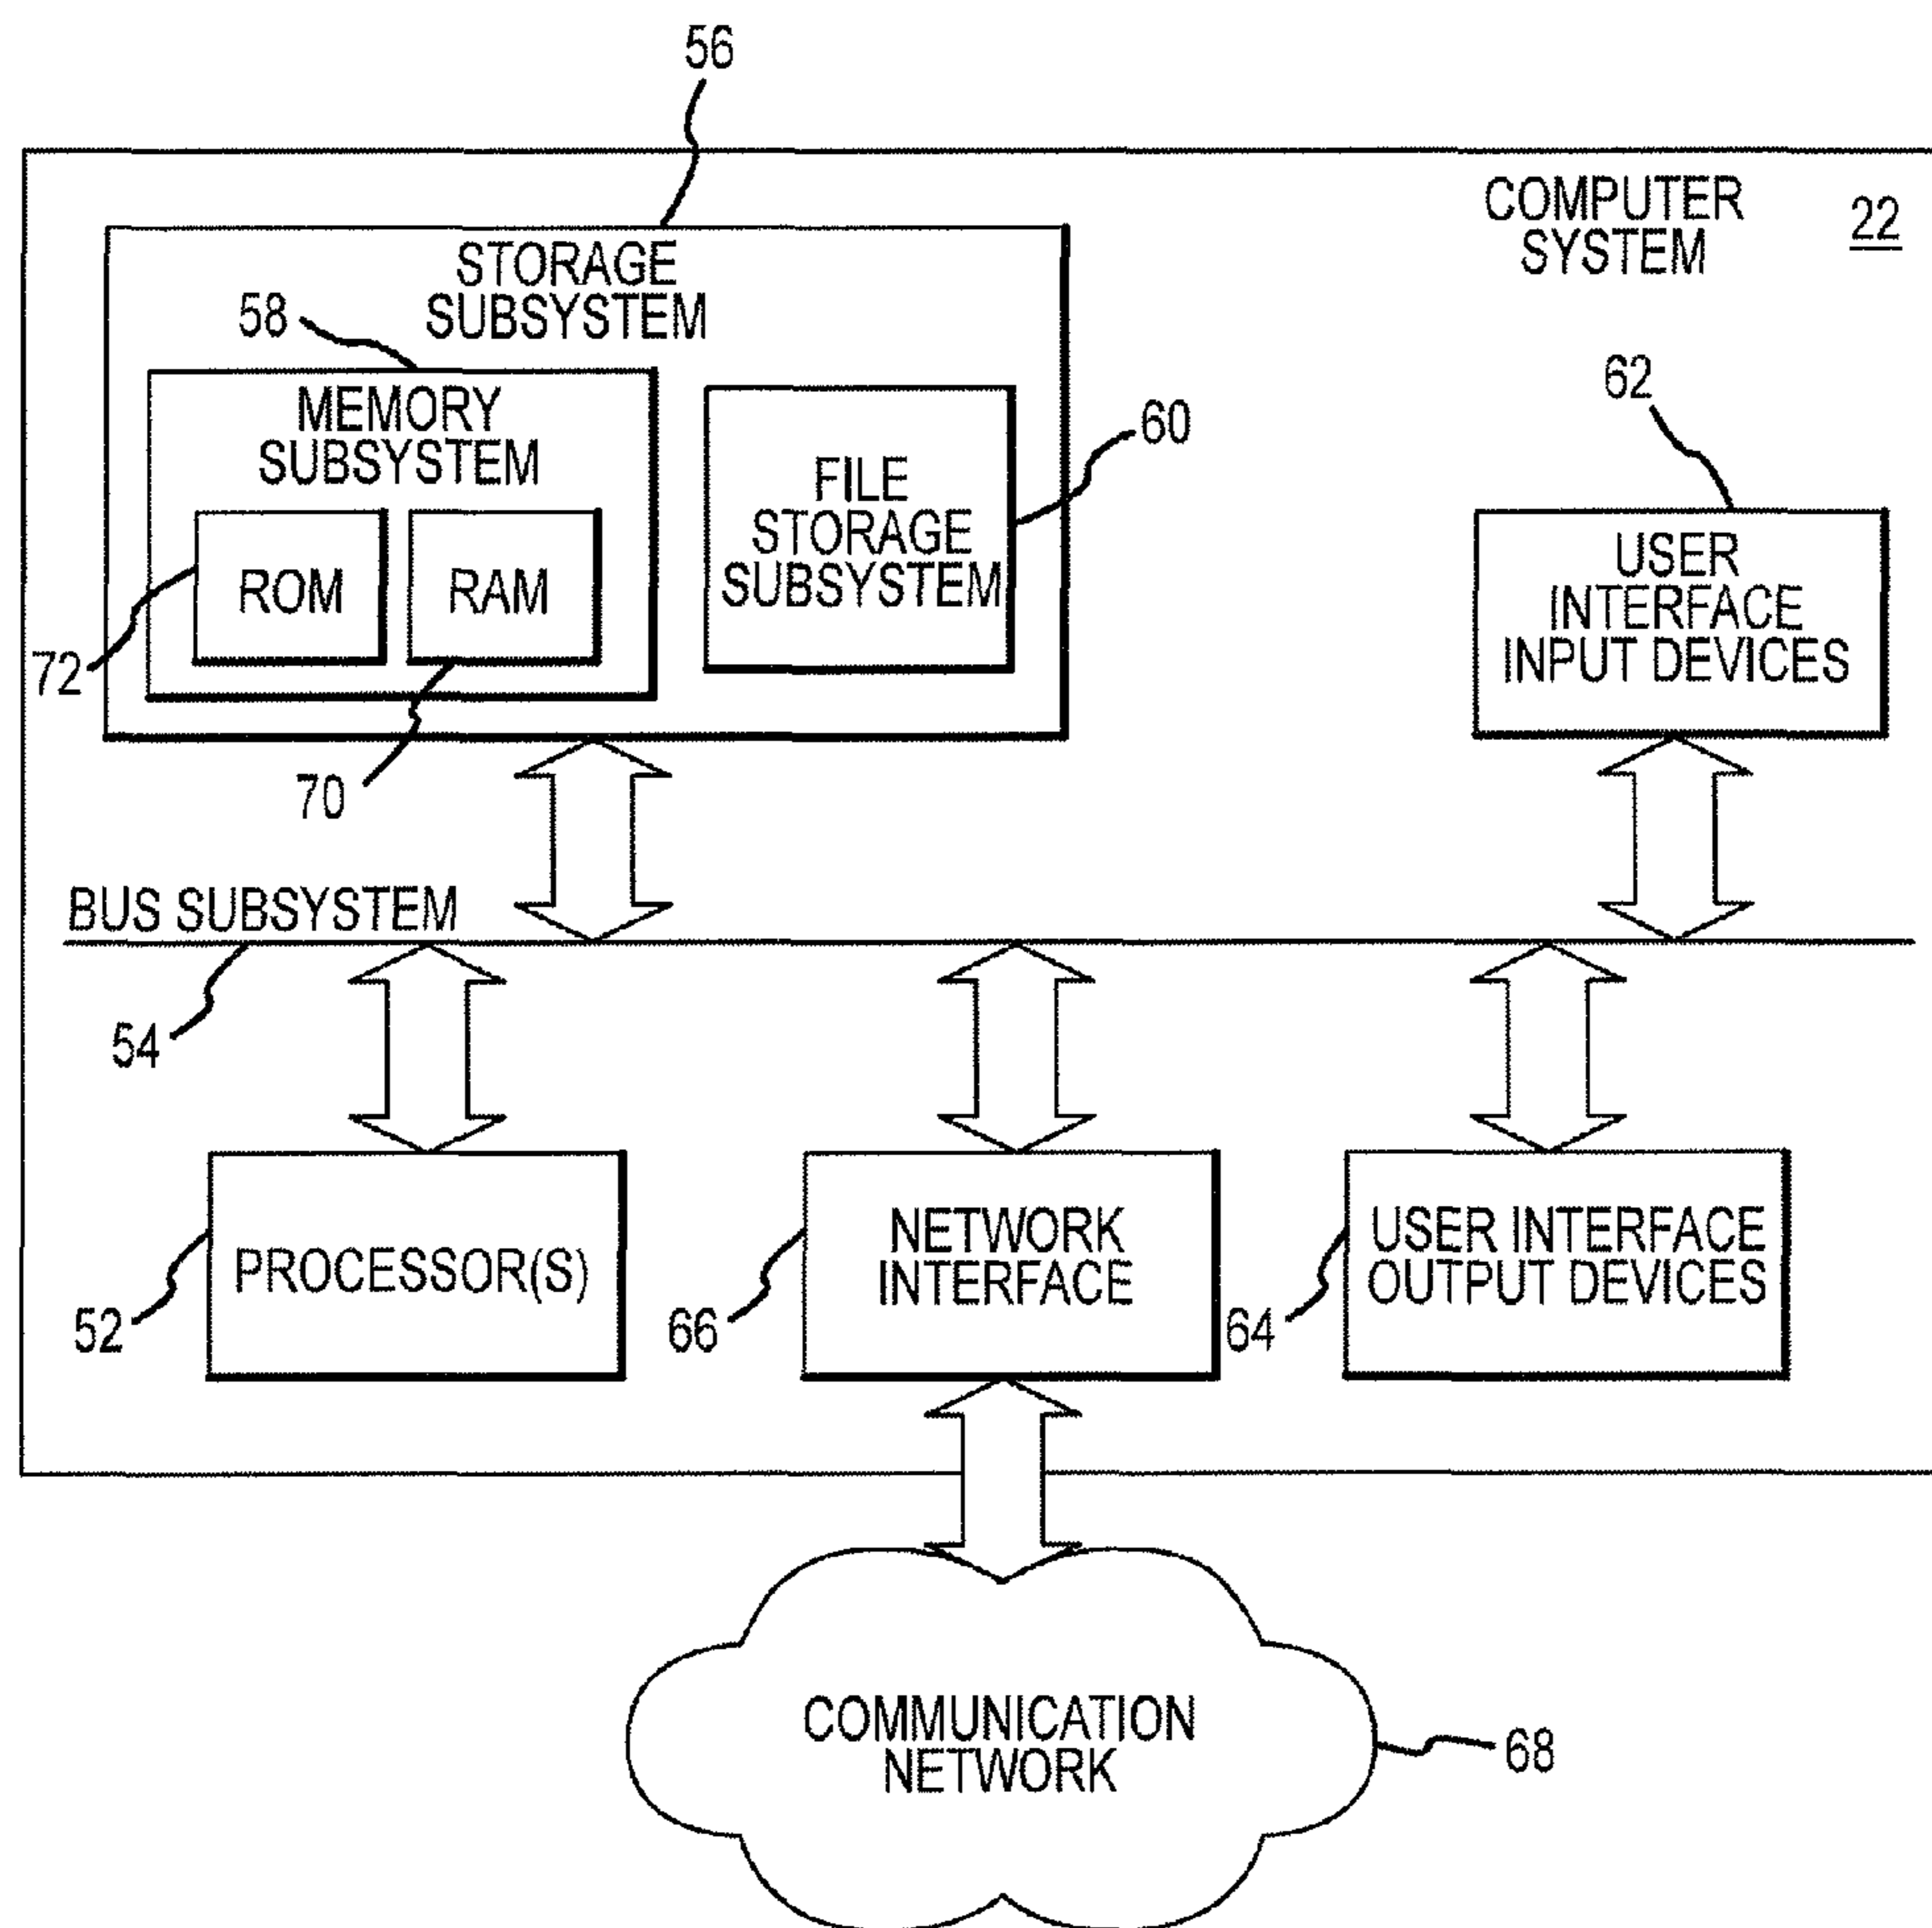 56
COMPUTER
SYSTEM
22
STORAGE
SUBSYSTEM
58
MEMORY
SUBSYSTEM
ROM
RAM
72
70
FILE
STORAGE
SUBSYSTEM
60
62
USER
INTERFACE
INPUT DEVICES
BUS SUBSYSTEM
54
PROCESSOR(S)
52
NETWORK
INTERFACE
66
USER INTERFACE
OUTPUT DEVICES
64
COMMUNICATION
NETWORK
68